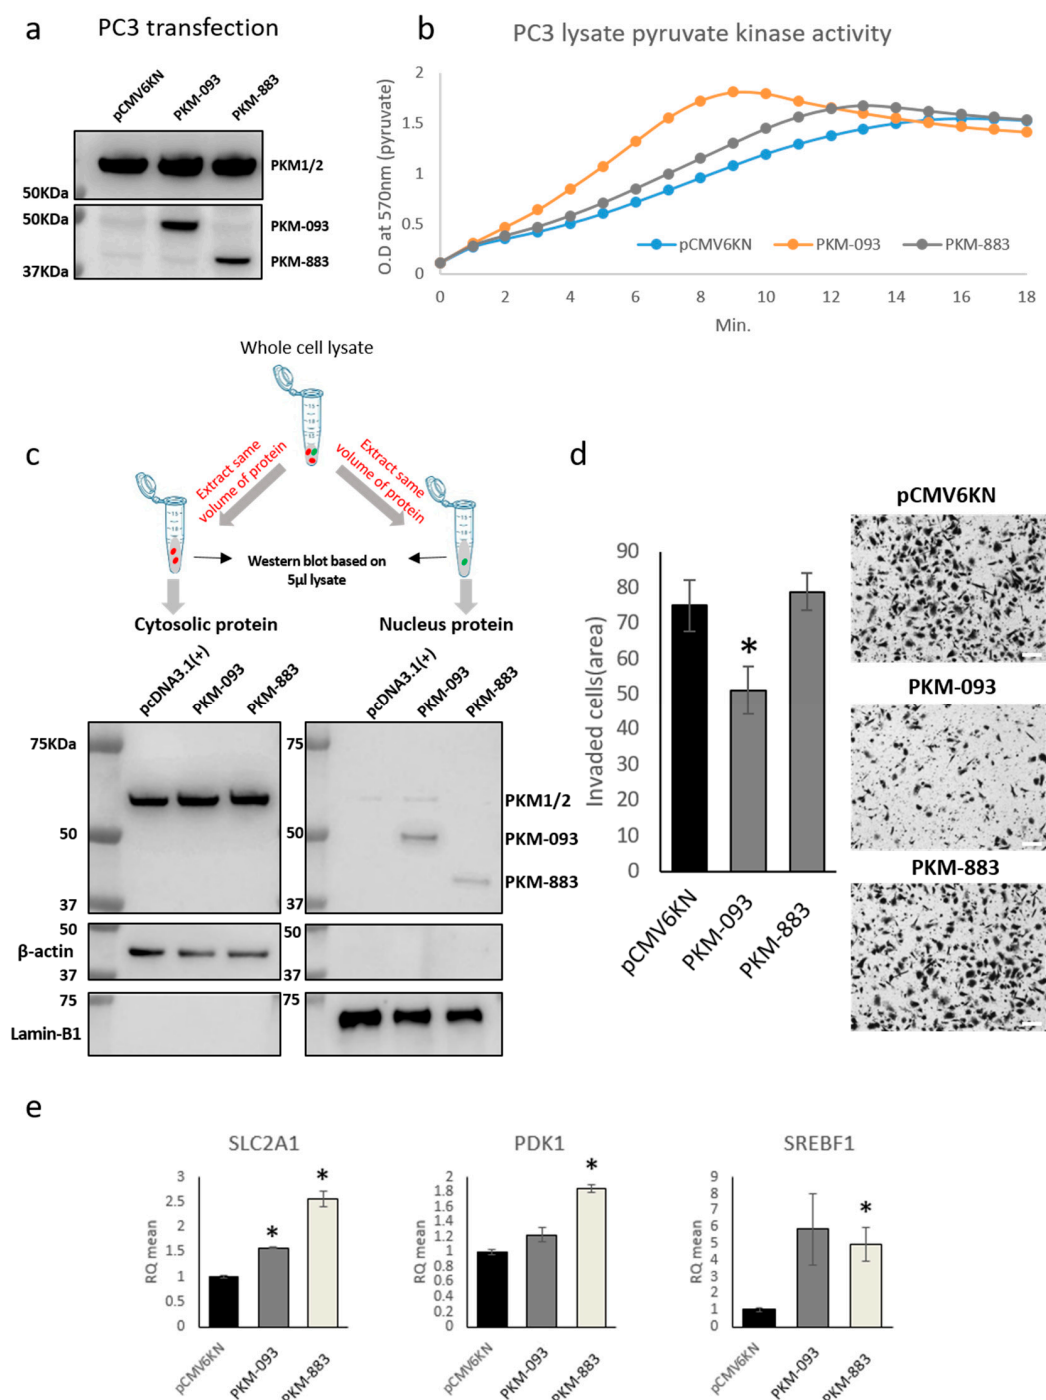 a
PC3 transfection
pCMV6KN
PKM-093
PKM-883
PKM1/2
50KDa
50KDa
PKM-093
PKM-883
37KDa
b
PC3 lysate pyruvate kinase activity
O.D at 570nm (pyruvate)
2
1.5
1
0.5
0
0 2 4 6 8 10 12 14 16 18
Min.
pCMV6KN PKM-093 PKM-883
c
Whole cell lysate
Extract same
volume of protein
Extract same
volume of protein
Western blot based on
5µl lysate
Cytosolic protein
Nucleus protein
pcDNA3.1(+)
PKM-093
PKM-883
pcDNA3.1(+)
PKM-093
PKM-883
75KDa
50
37
75
50
37
PKM1/2
PKM-093
PKM-883
β-actin
50
37
50
37
Lamin-B1
75
75
d
Invaded cells(area)
90
80
70
60
50
40
30
20
10
0
*
pCMV6KN
PKM-093
PKM-883
pCMV6KN
PKM-093
PKM-883
e
SLC2A1
RQ mean
3
2.5
2
1.5
1
0.5
0
*
*
pCMV6KN
PKM-093
PKM-883
PDK1
RQ mean
2
1.8
1.6
1.4
1.2
1
0.8
0.6
0.4
0.2
0
*
pCMV6KN
PKM-093
PKM-883
SREBF1
RQ mean
9
8
7
6
5
4
3
2
1
0
*
pCMV6KN
PKM-093
PKM-883